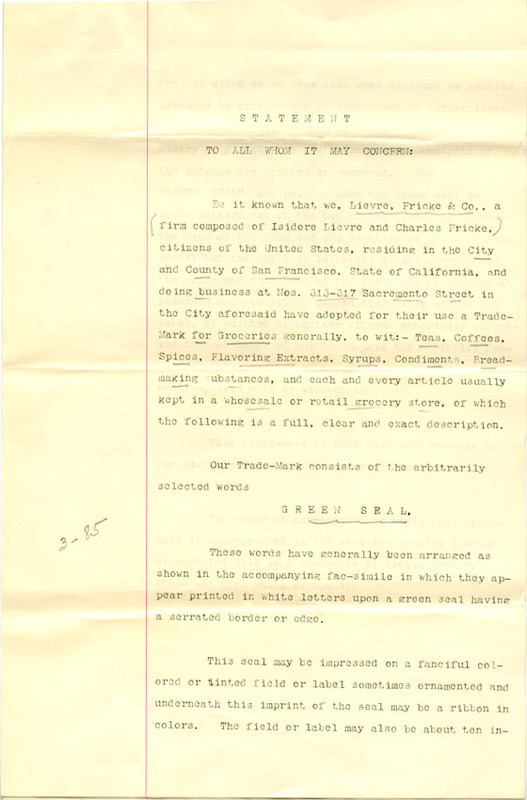 STATEMENT
TO ALL WHOM IT MAY CONCERN:
Be it known that we, Lievre, Fricke & Co., a
(firm composed of Isidore Lievre and Charles Fricke,)
citizens of the United States, residing in the City
and County of San Francisco, State of California, and
doing business at Nos. 315-317 Sacremento Street in
the City aforesaid have adopted for their use a Trade-
Mark for Groceries generally, to wit:- Teas, Coffees,
Spices, Flavoring Extracts, Syrups, Condiments, Bread-
making ubstances, and each and every article usually
kept in a whosesale or retail grocery store, of which
the following is a full, clear and exact description.
Our Trade-Mark consists of the arbitrarily
selected words
GREEN SEAL.
3-85
These words have generally been arranged as
shown in the accompanying fac-simile in which they ap-
pear printed in white letters upon a green seal having
a serrated border or edge.
This seal may be impressed on a fanciful col-
ored or tinted field or label sometimes ornamented and
underneath this imprint of the seal may be a ribbon in
colors. The field or label may also be about ten in-